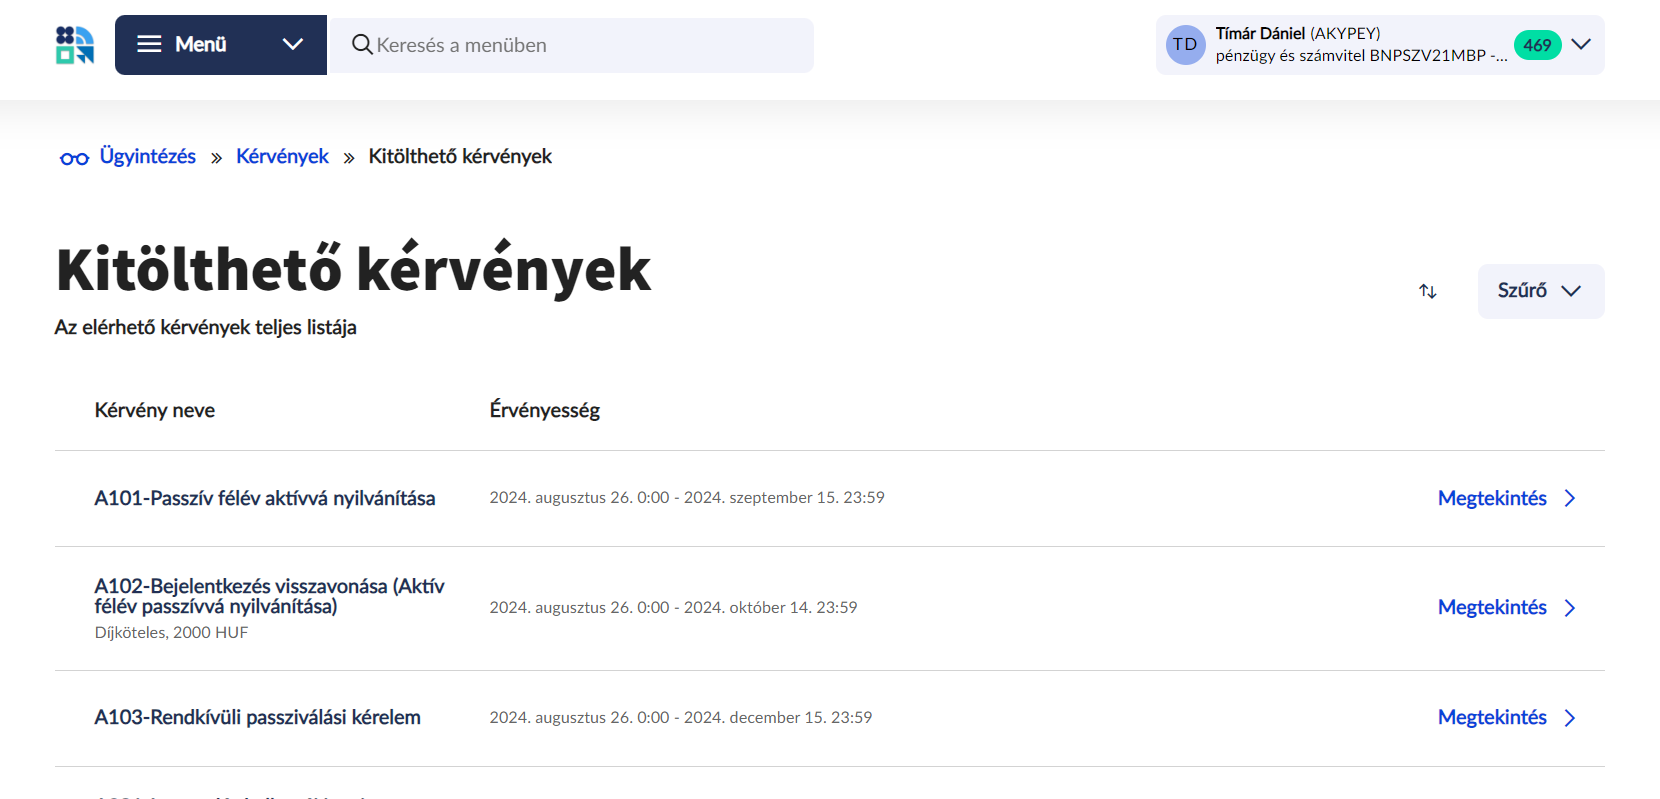 Menü
Keresés a menüben
TD
Tímár Dániel (AKYPEY)
pénzügy és számvitel BNPSZV21MBP -...
469
Ügyintézés » Kérvények » Kitölthető kérvények
Kitölthető kérvények
Az elérhető kérvények teljes listája
Szűrő
Kérvény neve Érvényesség
A101-Passzív félév aktívvá nyilvánítása 2024. augusztus 26. 0:00 - 2024. szeptember 15. 23:59 Megtekintés
A102-Bejelentkezés visszavonása (Aktív
félév passzívvá nyilvánítása)
Díjköteles, 2000 HUF
2024. augusztus 26. 0:00 - 2024. október 14. 23:59 Megtekintés
A103-Rendkívüli passziválási kérelem 2024. augusztus 26. 0:00 - 2024. december 15. 23:59 Megtekintés